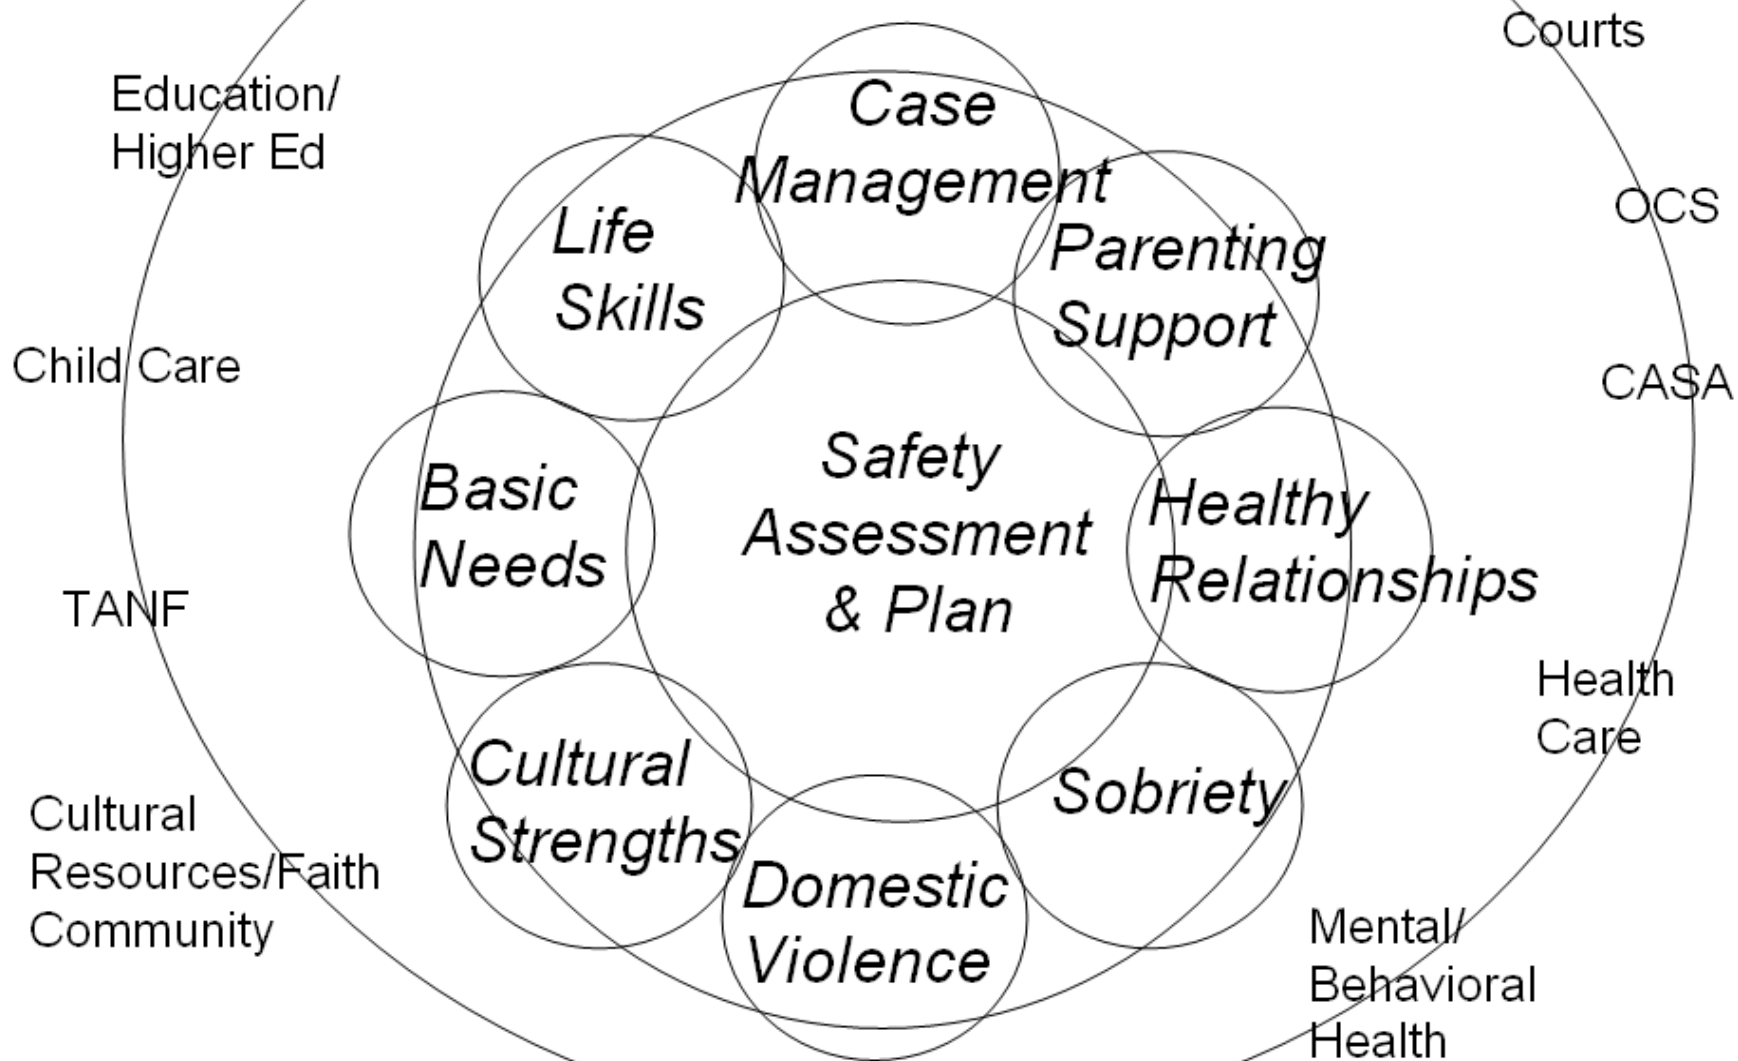 Courts
Education/
Higher Ed
Case
Management
OCS
Life
Skills
Parenting
Support
Child Care
CASA
Safety
Assessment
& Plan
Basic
Needs
Healthy
Relationships
TANF
Health
Care
Cultural
Strengths
Sobriety
Cultural
Resources/Faith
Community
Domestic
Violence
Mental/
Behavioral
Health